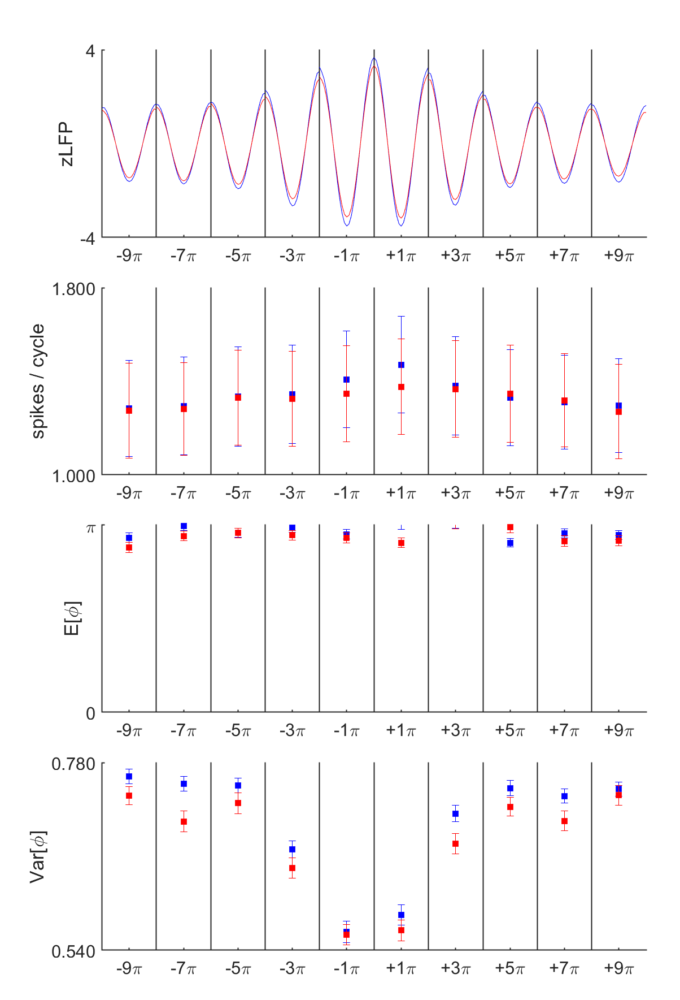 4
zLFP
-4
-9π -7π -5π -3π -1π +1π +3π +5π +7π +9π
1.800
spikes / cycle
1.000
-9π -7π -5π -3π -1π +1π +3π +5π +7π +9π
π
E[ϕ]
0
-9π -7π -5π -3π -1π +1π +3π +5π +7π +9π
0.780
Var[ϕ]
0.540
-9π -7π -5π -3π -1π +1π +3π +5π +7π +9π